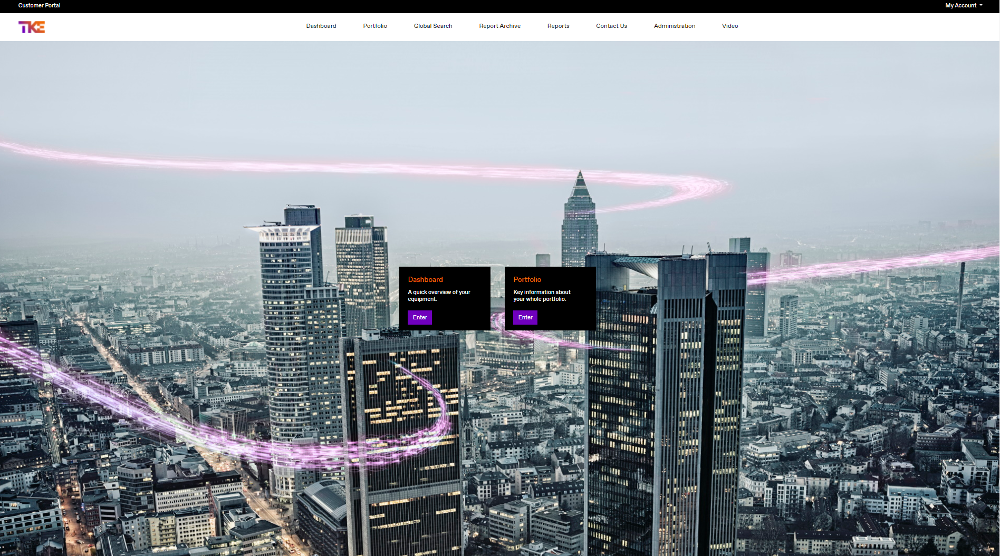 Customer Portal
My Account
TKE
Dashboard
Portfolio
Global Search
Report Archive
Reports
Contact Us
Administration
Video
Dashboard
A quick overview of your
equipment.
Enter
Portfolio
Key information about
your whole portfolio.
Enter